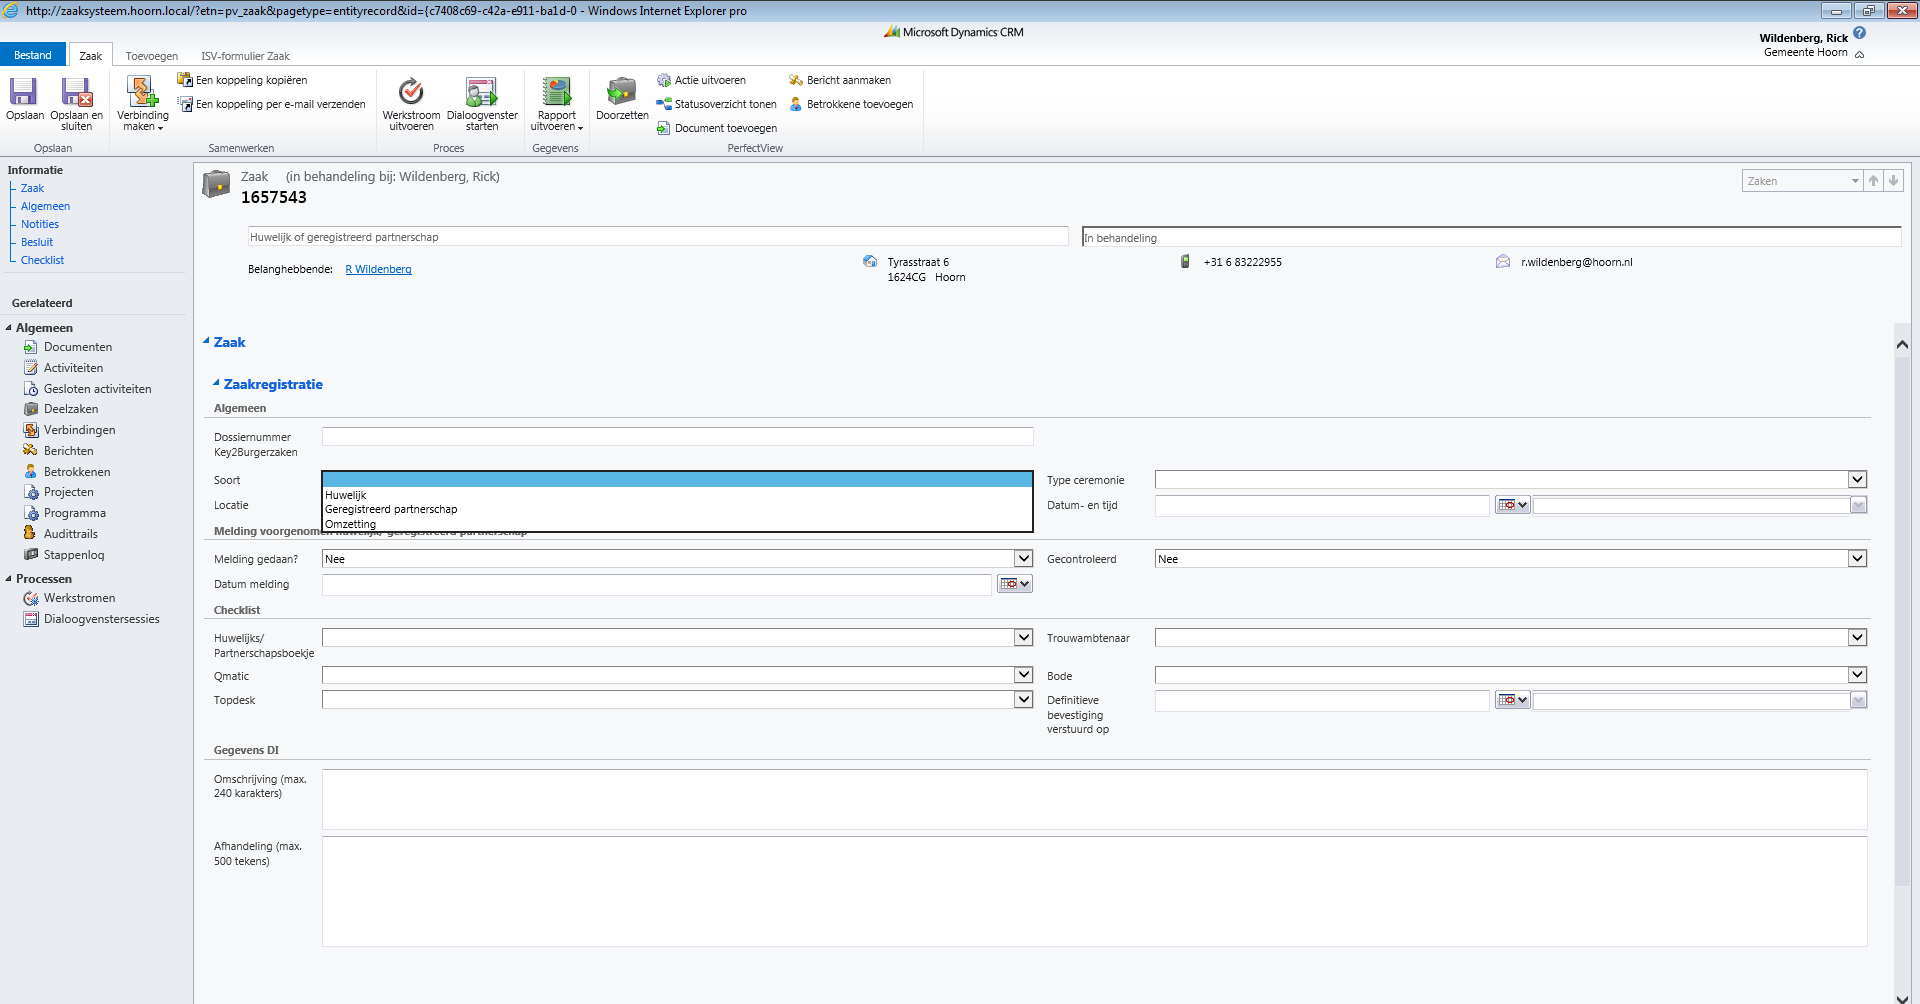 http://zaaksysteem.hoorn.local/?etn=pv_zaak&pagetype=entityrecord&id={c7408c69-c42a-e911-ba1d-0 - Windows Internet Explorer pro
Microsoft Dynamics CRM
Wildenberg, Rick
Gemeente Hoorn
Bestand
Zaak
Toevoegen
ISV-formulier Zaak
Opslaan
Opslaan en sluiten
Opslaan
Verbinding maken
Een koppeling kopiëren
Een koppeling per e-mail verzenden
Samenwerken
Werkstroom uitvoeren
Dialoogvenster starten
Proces
Rapport uitvoeren
Gegevens
Doorzetten
Actie uitvoeren
Statusoverzicht tonen
Document toevoegen
Bericht aanmaken
Betrokkene toevoegen
PerfectView
Informatie
Zaak
Algemeen
Notities
Besluit
Checklist
Gerelateerd
Algemeen
Documenten
Activiteiten
Gesloten activiteiten
Deelzaken
Verbindingen
Berichten
Betrokkenen
Projecten
Programma
Audittrails
Stappenlog
Processen
Werkstromen
Dialoogvenstersessies
Zaak (in behandeling bij: Wildenberg, Rick)
1657543
Zaken
Huwelijk of geregistreerd partnerschap
In behandeling
Belanghebbende: R Wildenberg
Tyrasstraat 6
1624CG Hoorn
+31 6 83222955
r.wildenberg@hoorn.nl
Zaak
Zaakregistratie
Algemeen
Dossiernummer
Key2Burgerzaken
Soort
Huwelijk
Geregistreerd partnerschap
Omzetting
Type ceremonie
Locatie
Datum- en tijd
Melding voorgenomen huwelijk/ geregistreerd partnerschap
Melding gedaan? Nee
Gecontroleerd Nee
Datum melding
Checklist
Huwelijks/
Partnerschapsboekje
Trouwambtenaar
Qmatic
Bode
Topdesk
Definitieve
bevestiging
verstuurd op
Gegevens DI
Omschrijving (max.
240 karakters)
Afhandeling (max.
500 tekens)